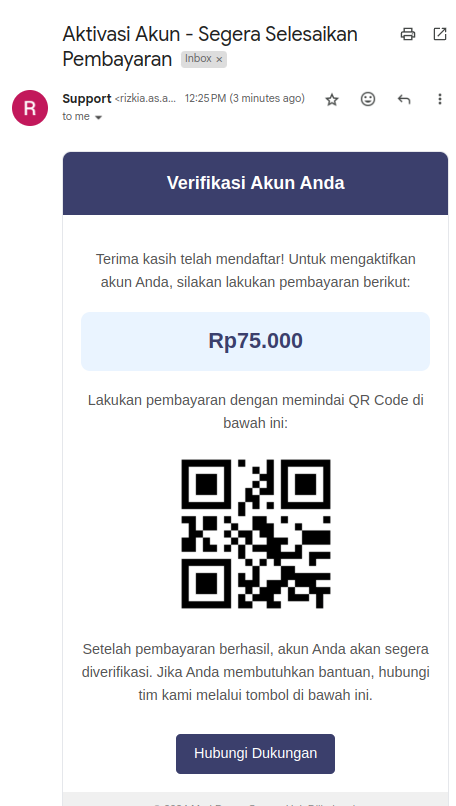 Aktivasi Akun - Segera Selesaikan
Pembayaran Inbox ×
R Support <rizkia.as.a... 12:25 PM (3 minutes ago)
to me
Verifikasi Akun Anda
Terima kasih telah mendaftar! Untuk mengaktifkan
akun Anda, silakan lakukan pembayaran berikut:
Rp75.000
Lakukan pembayaran dengan memindai QR Code di
bawah ini:
Setelah pembayaran berhasil, akun Anda akan segera
diverifikasi. Jika Anda membutuhkan bantuan, hubungi
tim kami melalui tombol di bawah ini.
Hubungi Dukungan